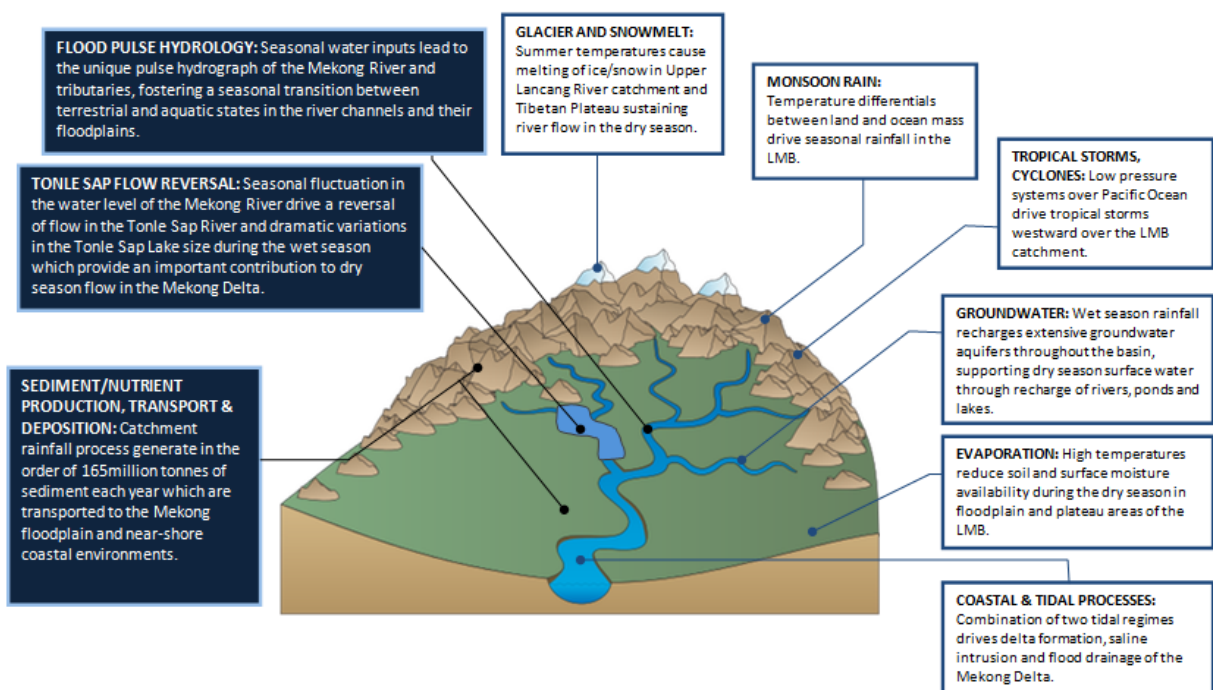 FLOOD PULSE HYDROLOGY: Seasonal water inputs lead to
the unique pulse hydrograph of the Mekong River and
tributaries, fostering a seasonal transition between
terrestrial and aquatic states in the river channels and their
floodplains.
TONLE SAP FLOW REVERSAL: Seasonal fluctuation in
the water level of the Mekong River drive a reversal
of flow in the Tonle Sap River and dramatic variations
in the Tonle Sap Lake size during the wet season
which provide an important contribution to dry
season flow in the Mekong Delta.
SEDIMENT/NUTRIENT
PRODUCTION, TRANSPORT &
DEPOSITION: Catchment
rainfall process generate in the
order of 165million tonnes of
sediment each year which are
transported to the Mekong
floodplain and near-shore
coastal environments.
GLACIER AND SNOWMELT:
Summer temperatures cause
melting of ice/snow in Upper
Lancang River catchment and
Tibetan Plateau sustaining
river flow in the dry season.
MONSOON RAIN:
Temperature differentials
between land and ocean mass
drive seasonal rainfall in the
LMB.
TROPICAL STORMS,
CYCLONES: Low pressure
systems over Pacific Ocean
drive tropical storms
westward over the LMB
catchment.
GROUNDWATER: Wet season rainfall
recharges extensive groundwater
aquifers throughout the basin,
supporting dry season surface water
through recharge of rivers, ponds and
lakes.
EVAPORATION: High temperatures
reduce soil and surface moisture
availability during the dry season in
floodplain and plateau areas of the
LMB.
COASTAL & TIDAL PROCESSES:
Combination of two tidal regimes
drives delta formation, saline
intrusion and flood drainage of the
Mekong Delta.